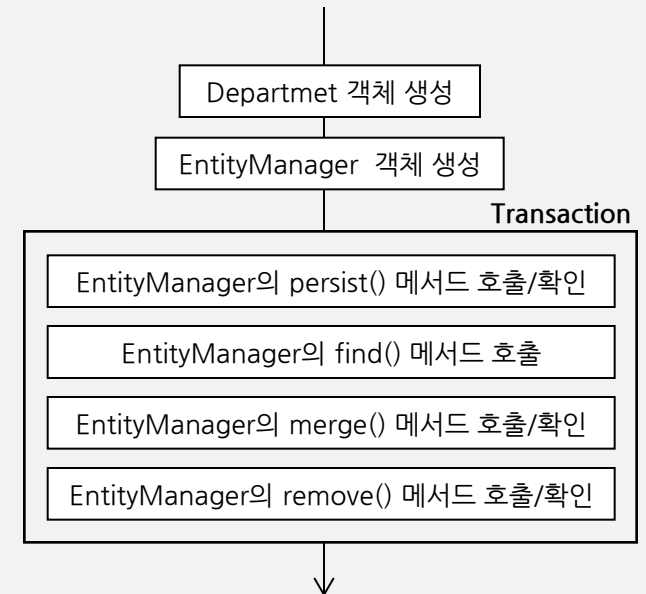 Departmet 객체 생성
EntityManager 객체 생성
Transaction
EntityManager의 persist() 메서드 호출/확인
EntityManager의 find() 메서드 호출
EntityManager의 merge() 메서드 호출/확인
EntityManager의 remove() 메서드 호출/확인